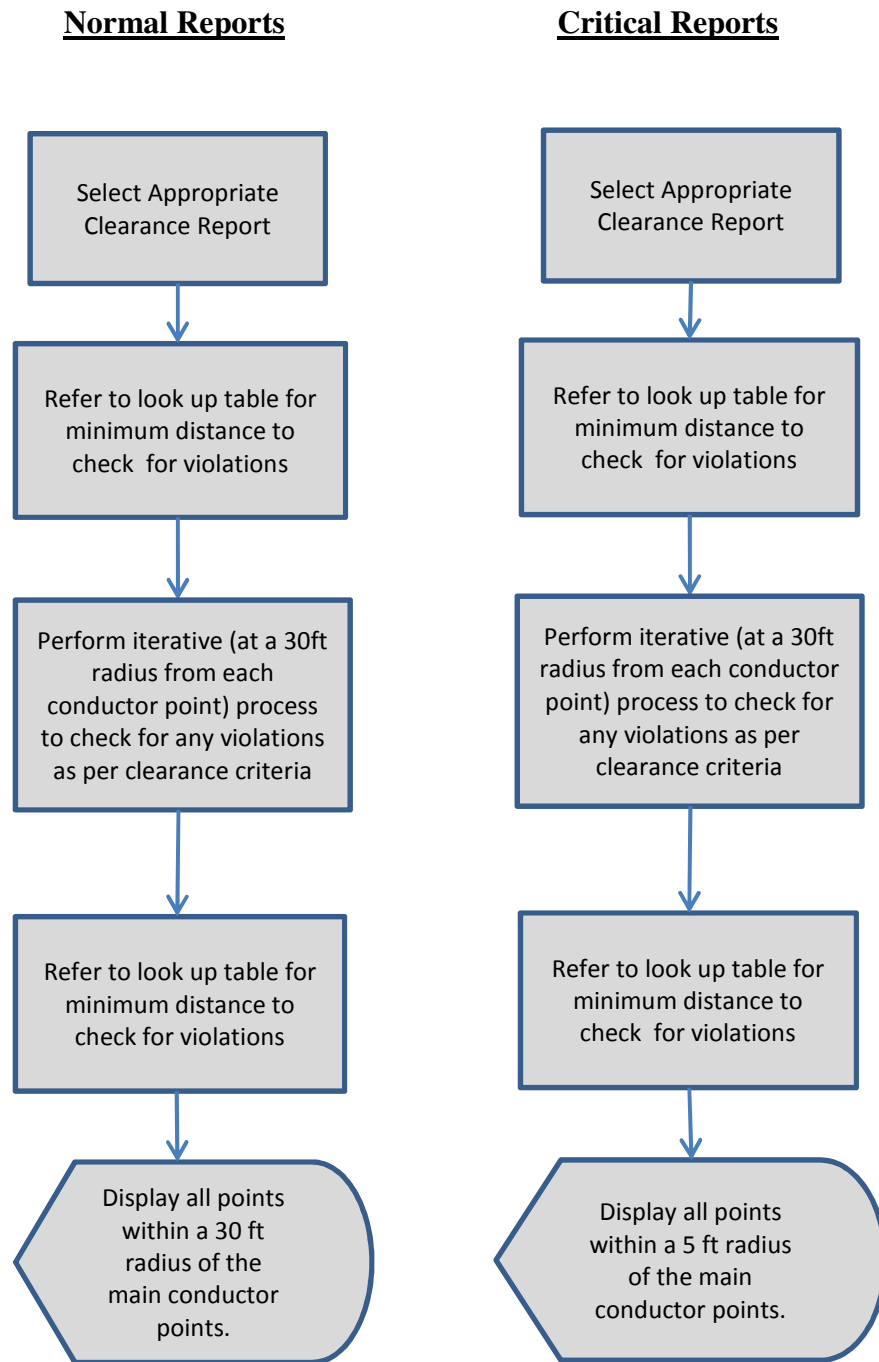 Normal Reports
Select Appropriate
Clearance Report
Refer to look up table for
minimum distance to
check for violations
Perform iterative (at a 30ft
radius from each
conductor point) process
to check for any violations
as per clearance criteria
Refer to look up table for
minimum distance to
check for violations
Display all points
within a 30 ft
radius of the
main conductor
points.
Critical Reports
Select Appropriate
Clearance Report
Refer to look up table for
minimum distance to
check for violations
Perform iterative (at a 30ft
radius from each conductor
point) process to check for
any violations as per
clearance criteria
Refer to look up table for
minimum distance to
check for violations
Display all points
within a 5 ft radius
of the main
conductor points.